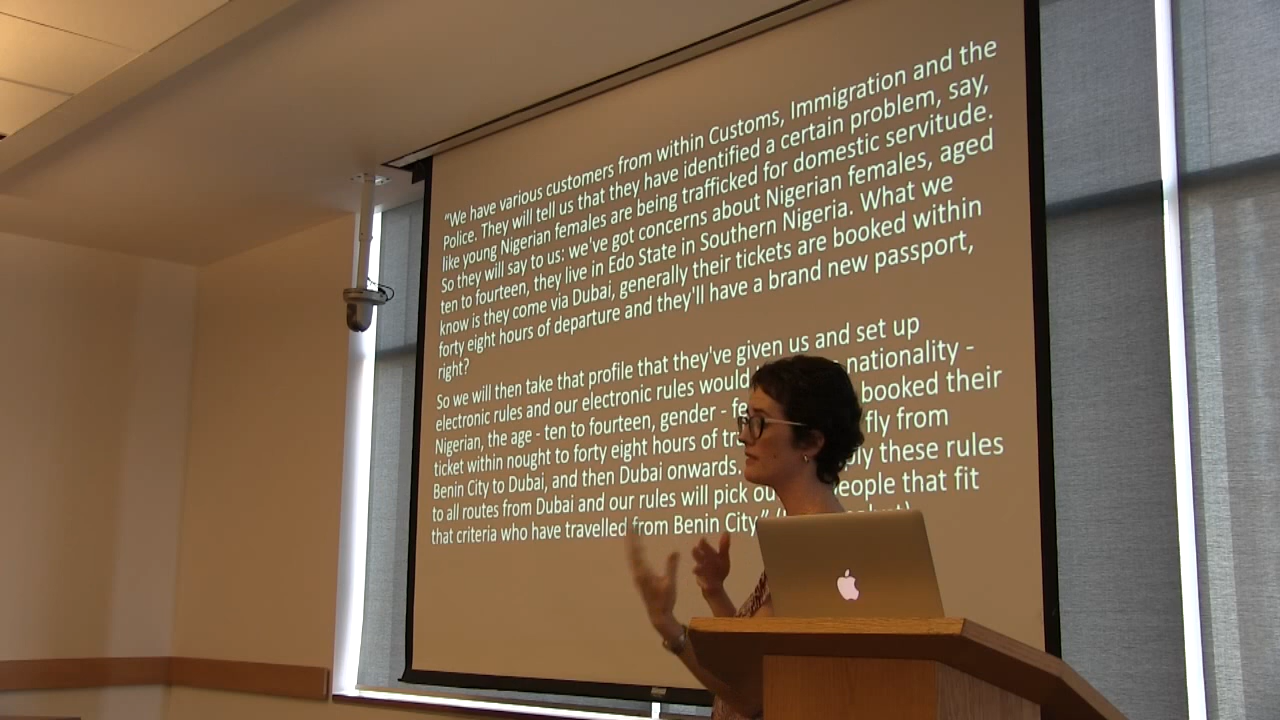 "We have various customers from within Customs, Immigration and the
Police. They will tell us that they have identified a certain problem, say,
like young Nigerian females are being trafficked for domestic servitude.
So they will say to us: we've got concerns about Nigerian females, aged
ten to fourteen, they live in Edo State in Southern Nigeria. What we
know is they come via Dubai, generally their tickets are booked within
forty eight hours of departure and they'll have a brand new passport,
right?
So we will then take that profile that they've given us and set up
electronic rules and our electronic rules would nationality -
Nigerian, the age - ten to fourteen, gender - booked their
ticket within nought to forty eight hours of fly from
Benin City to Dubai, and then Dubai onwards. these rules
to all routes from Dubai and our rules will pick people that fit
that criteria who have travelled from Benin City"